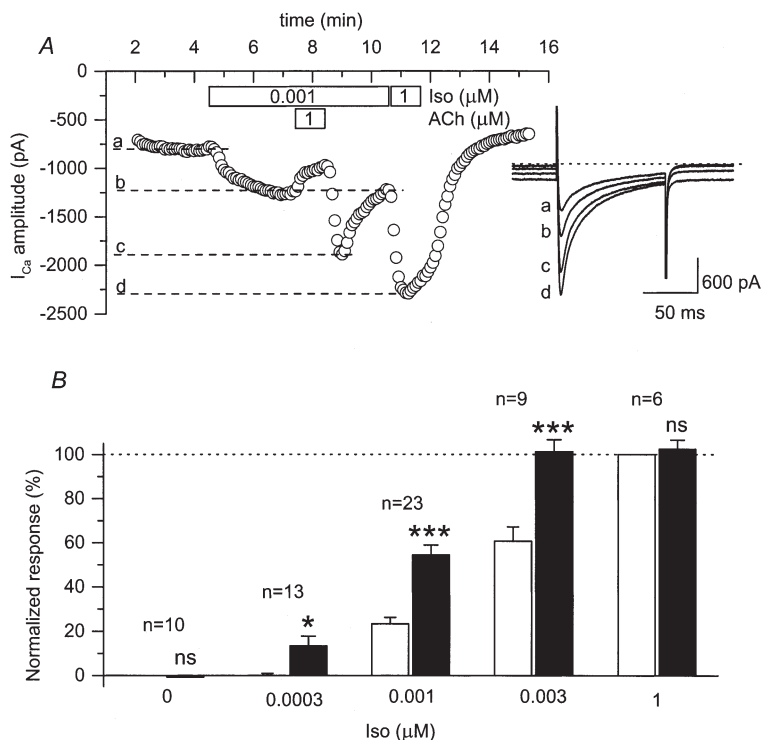 A
time (min)
2 4 6 8 10 12 14 16
0
-500
-1000
-1500
-2000
-2500
I_Ca amplitude (pA)
0.001 1 Iso (μM)
1 ACh (μM)
a
b
c
d
a
b
c
d
600 pA
50 ms
B
Normalized response (%)
100
80
60
40
20
0
n=10
ns
n=13
*
n=23
***
n=9
***
n=6
ns
0 0.0003 0.001 0.003 1
Iso (μM)